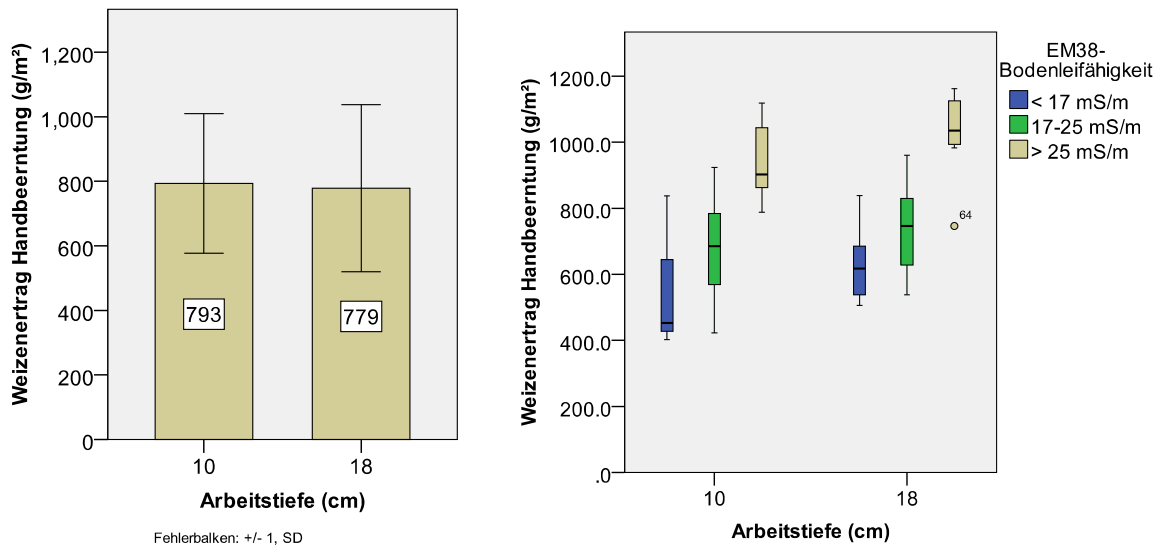 Weizenertrag Handbeerntung (g/m²)
1,200
1,000
800
600
400
200
0
793
779
10
18
Arbeitstiefe (cm)
Fehlerbalken: +/- 1, SD
Weizenertrag Handbeerntung (g/m²)
1200.0
1000.0
800.0
600.0
400.0
200.0
.0
64
10
18
Arbeitstiefe (cm)
EM38-
Bodenleifähigkeit
< 17 mS/m
17-25 mS/m
> 25 mS/m